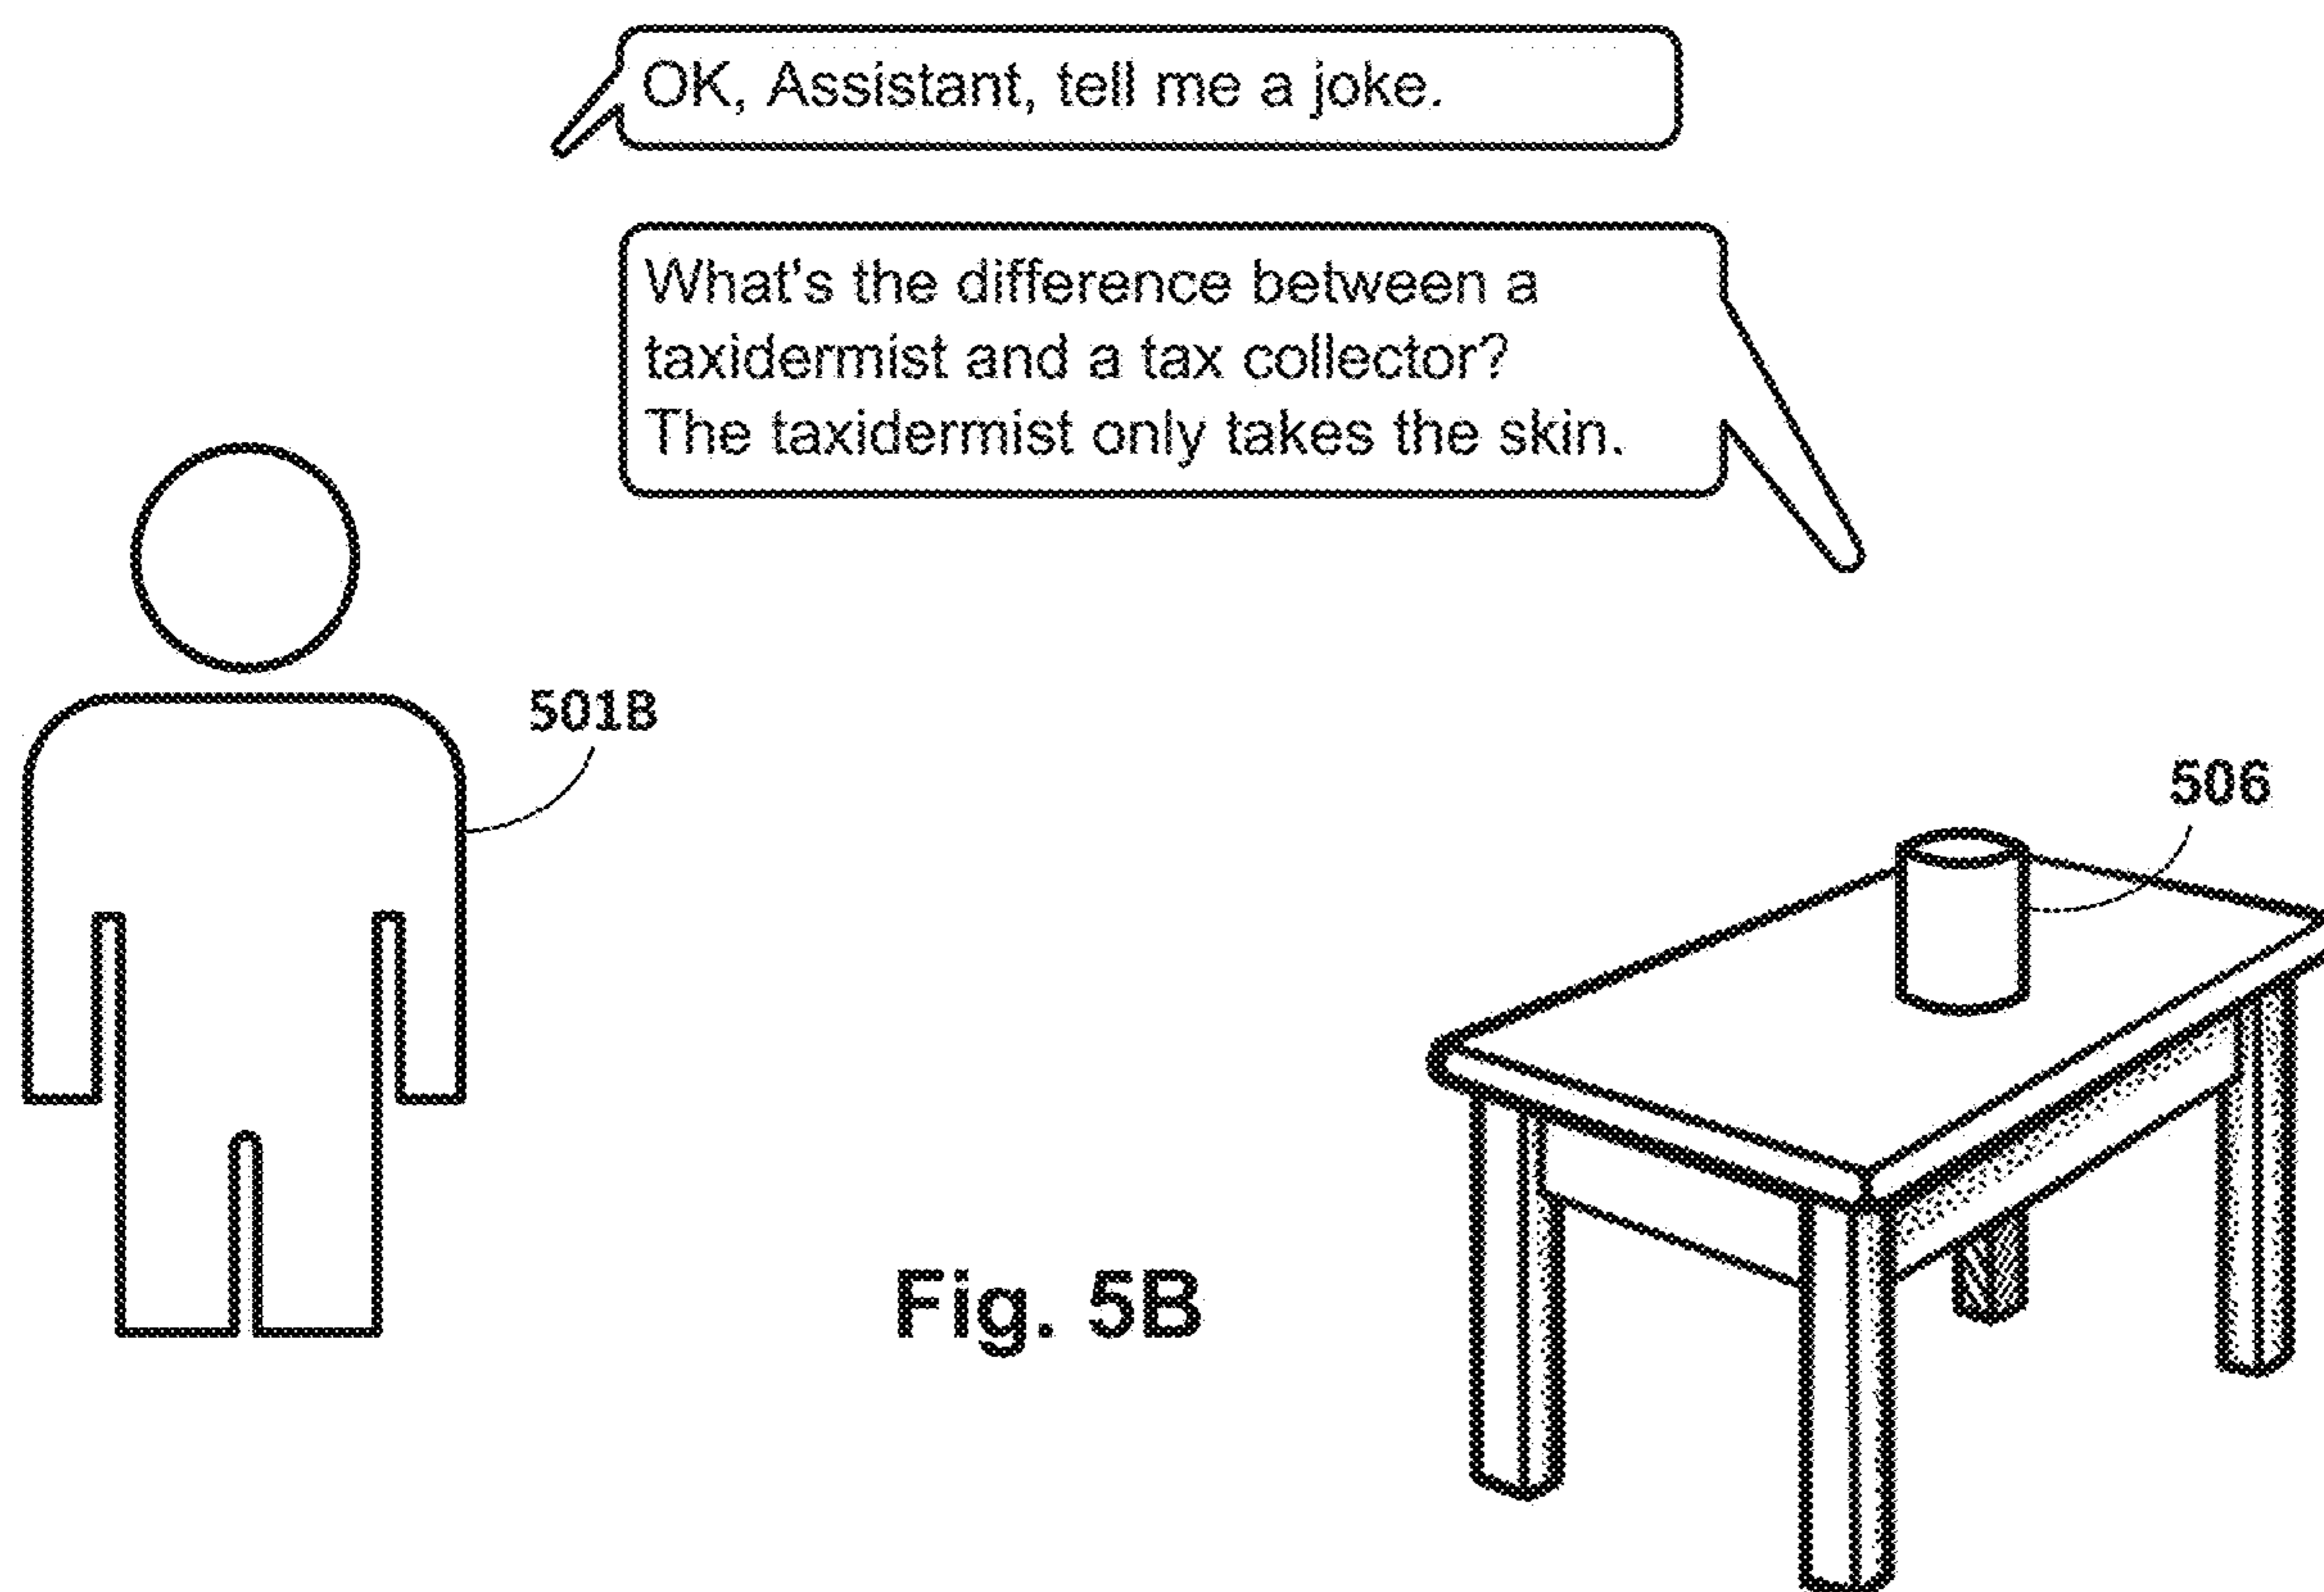 OK, Assistant, tell me a joke.
What's the difference between a
taxidermist and a tax collector?
The taxidermist only takes the skin.
501B
506
Fig. 5B